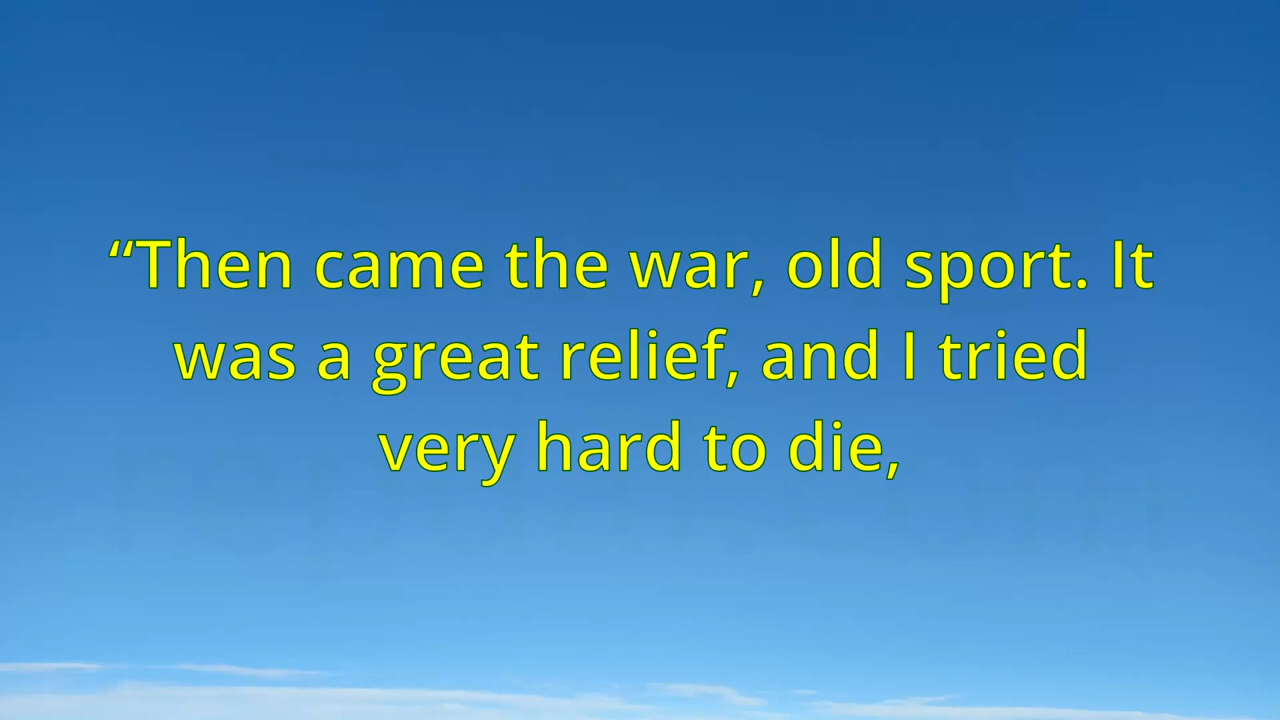 “Then came the war, old sport. It
was a great relief, and I tried
very hard to die,